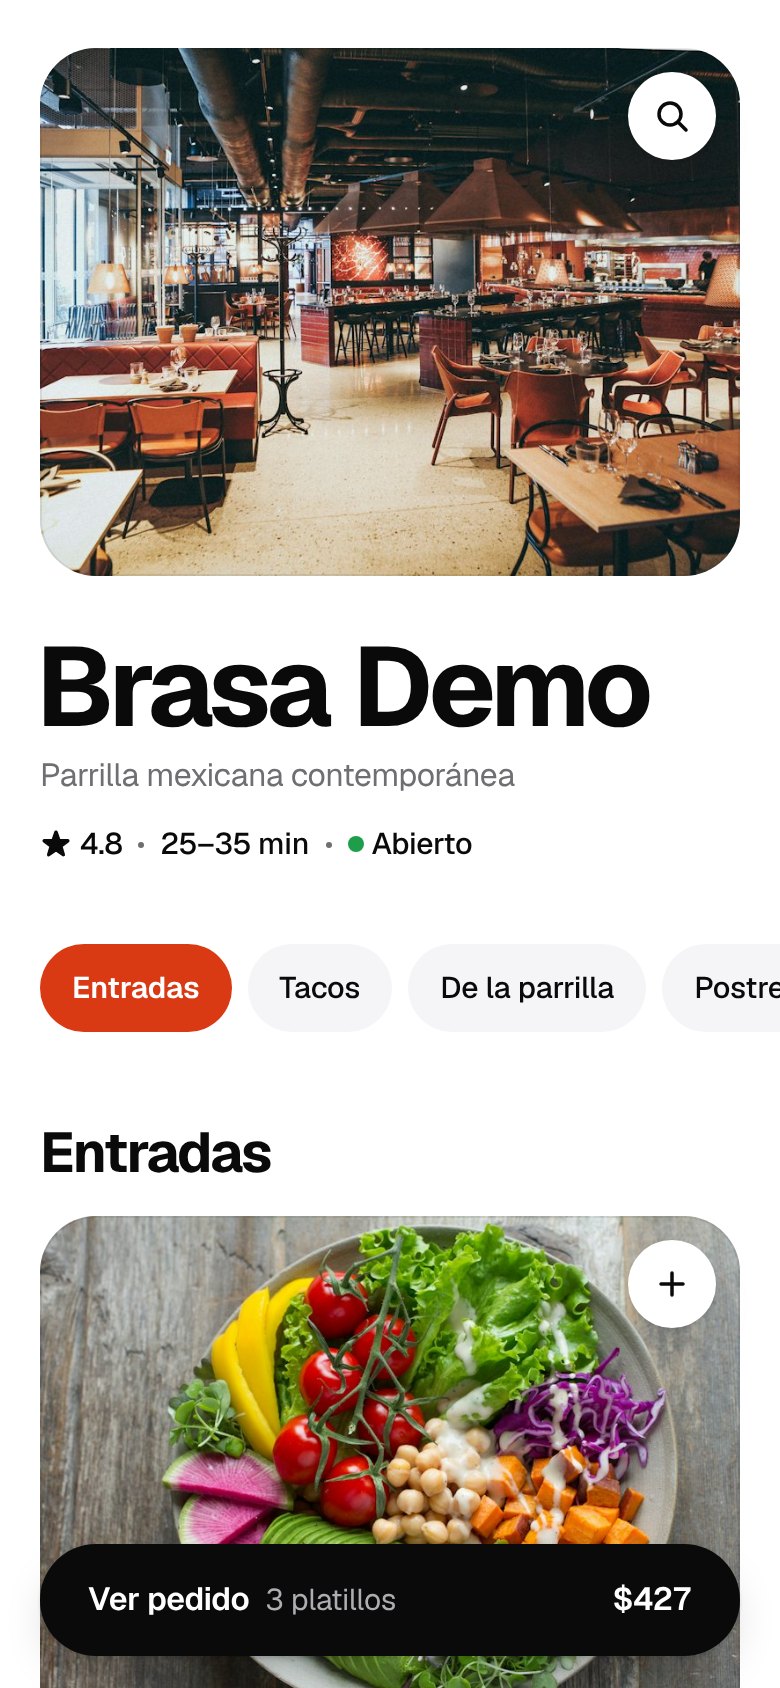 Brasa Demo
Parrilla mexicana contemporánea
4.8 • 25–35 min • Abierto
Entradas Tacos De la parrilla Postre
Entradas
Ver pedido 3 platillos $427